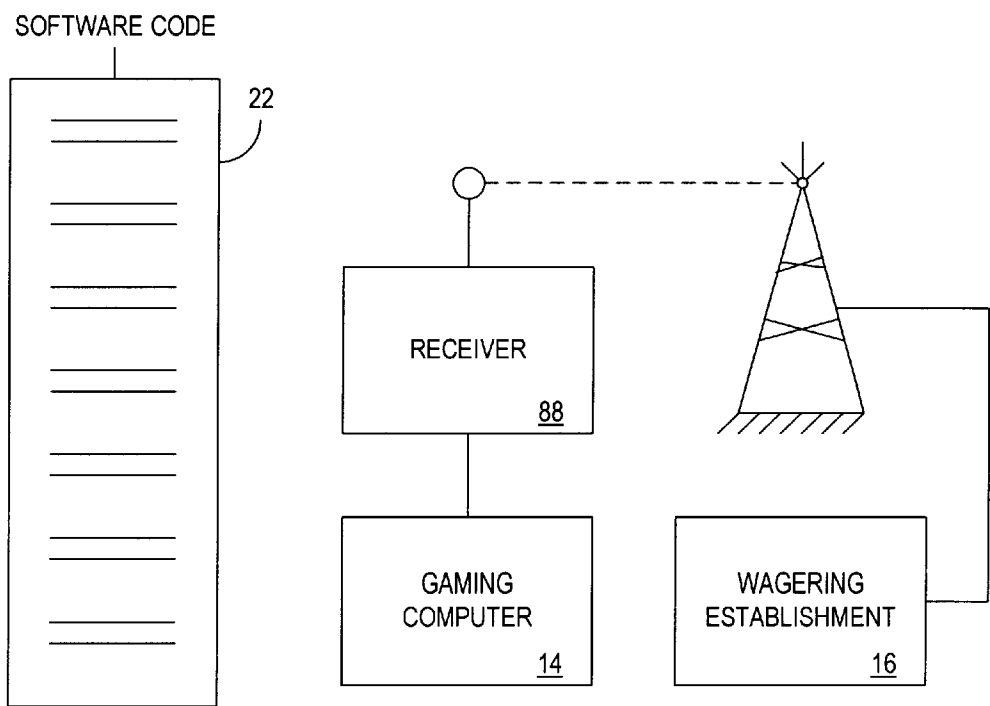 SOFTWARE CODE
22
RECEIVER
88
GAMING
COMPUTER
14
WAGERING
ESTABLISHMENT
16